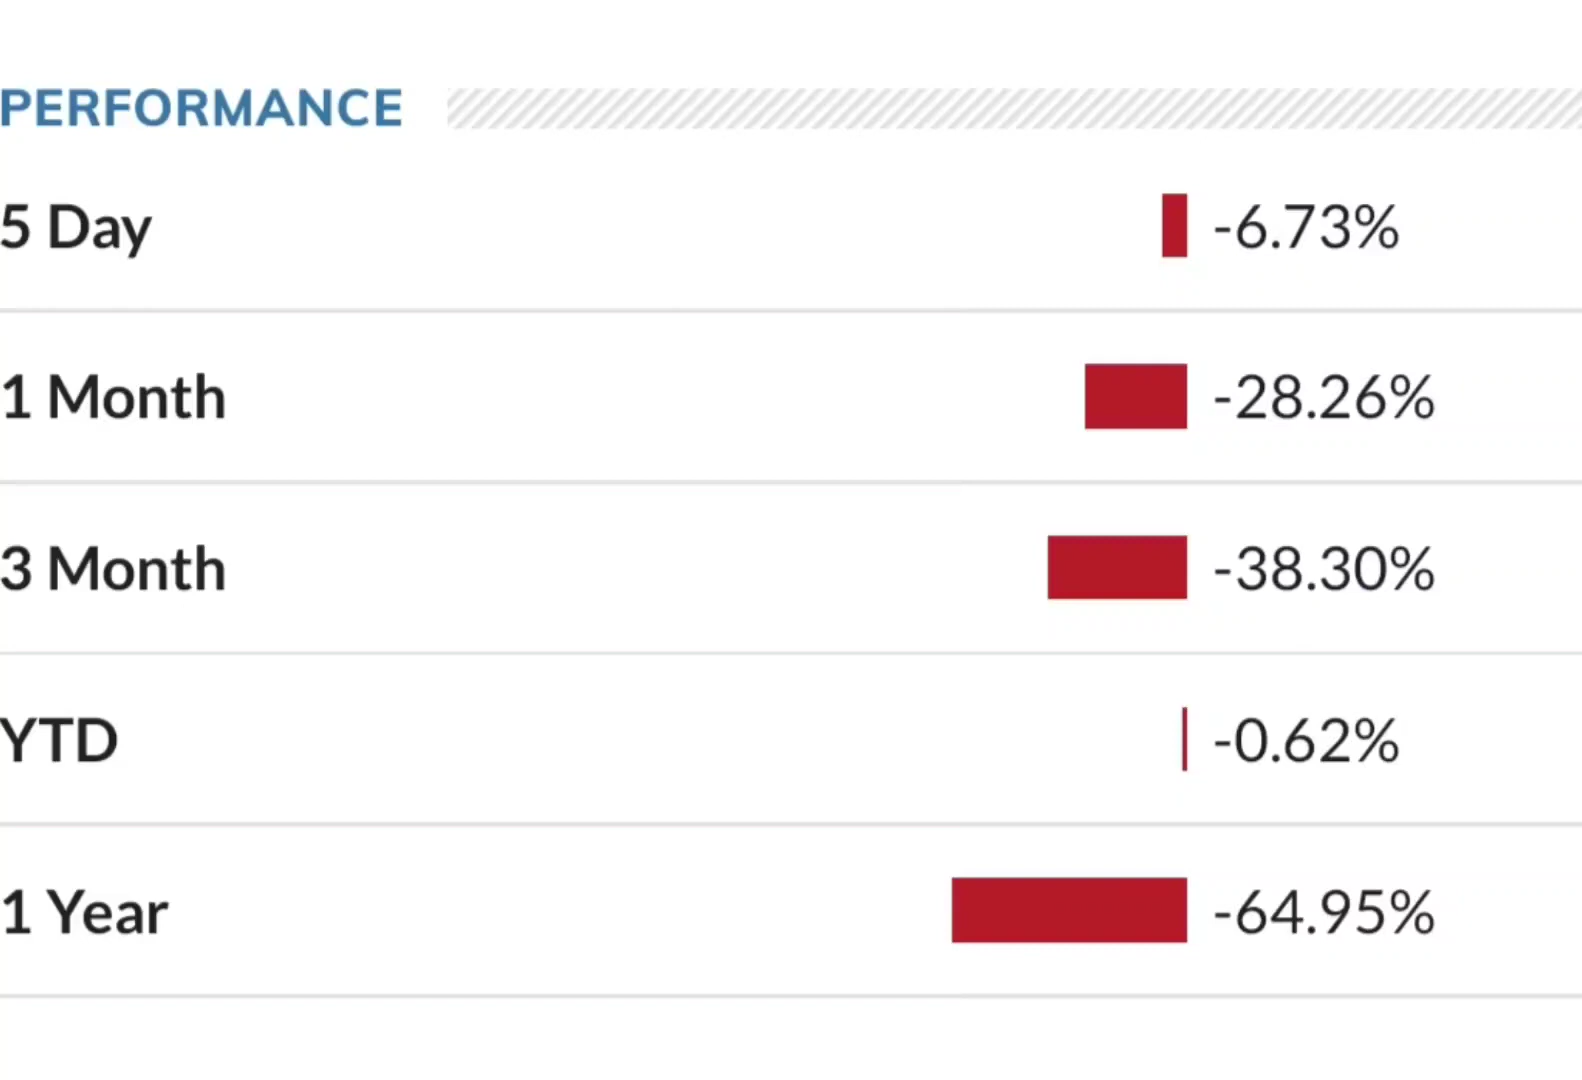 PERFORMANCE
5 Day -6.73%
1 Month -28.26%
3 Month -38.30%
YTD -0.62%
1 Year -64.95%